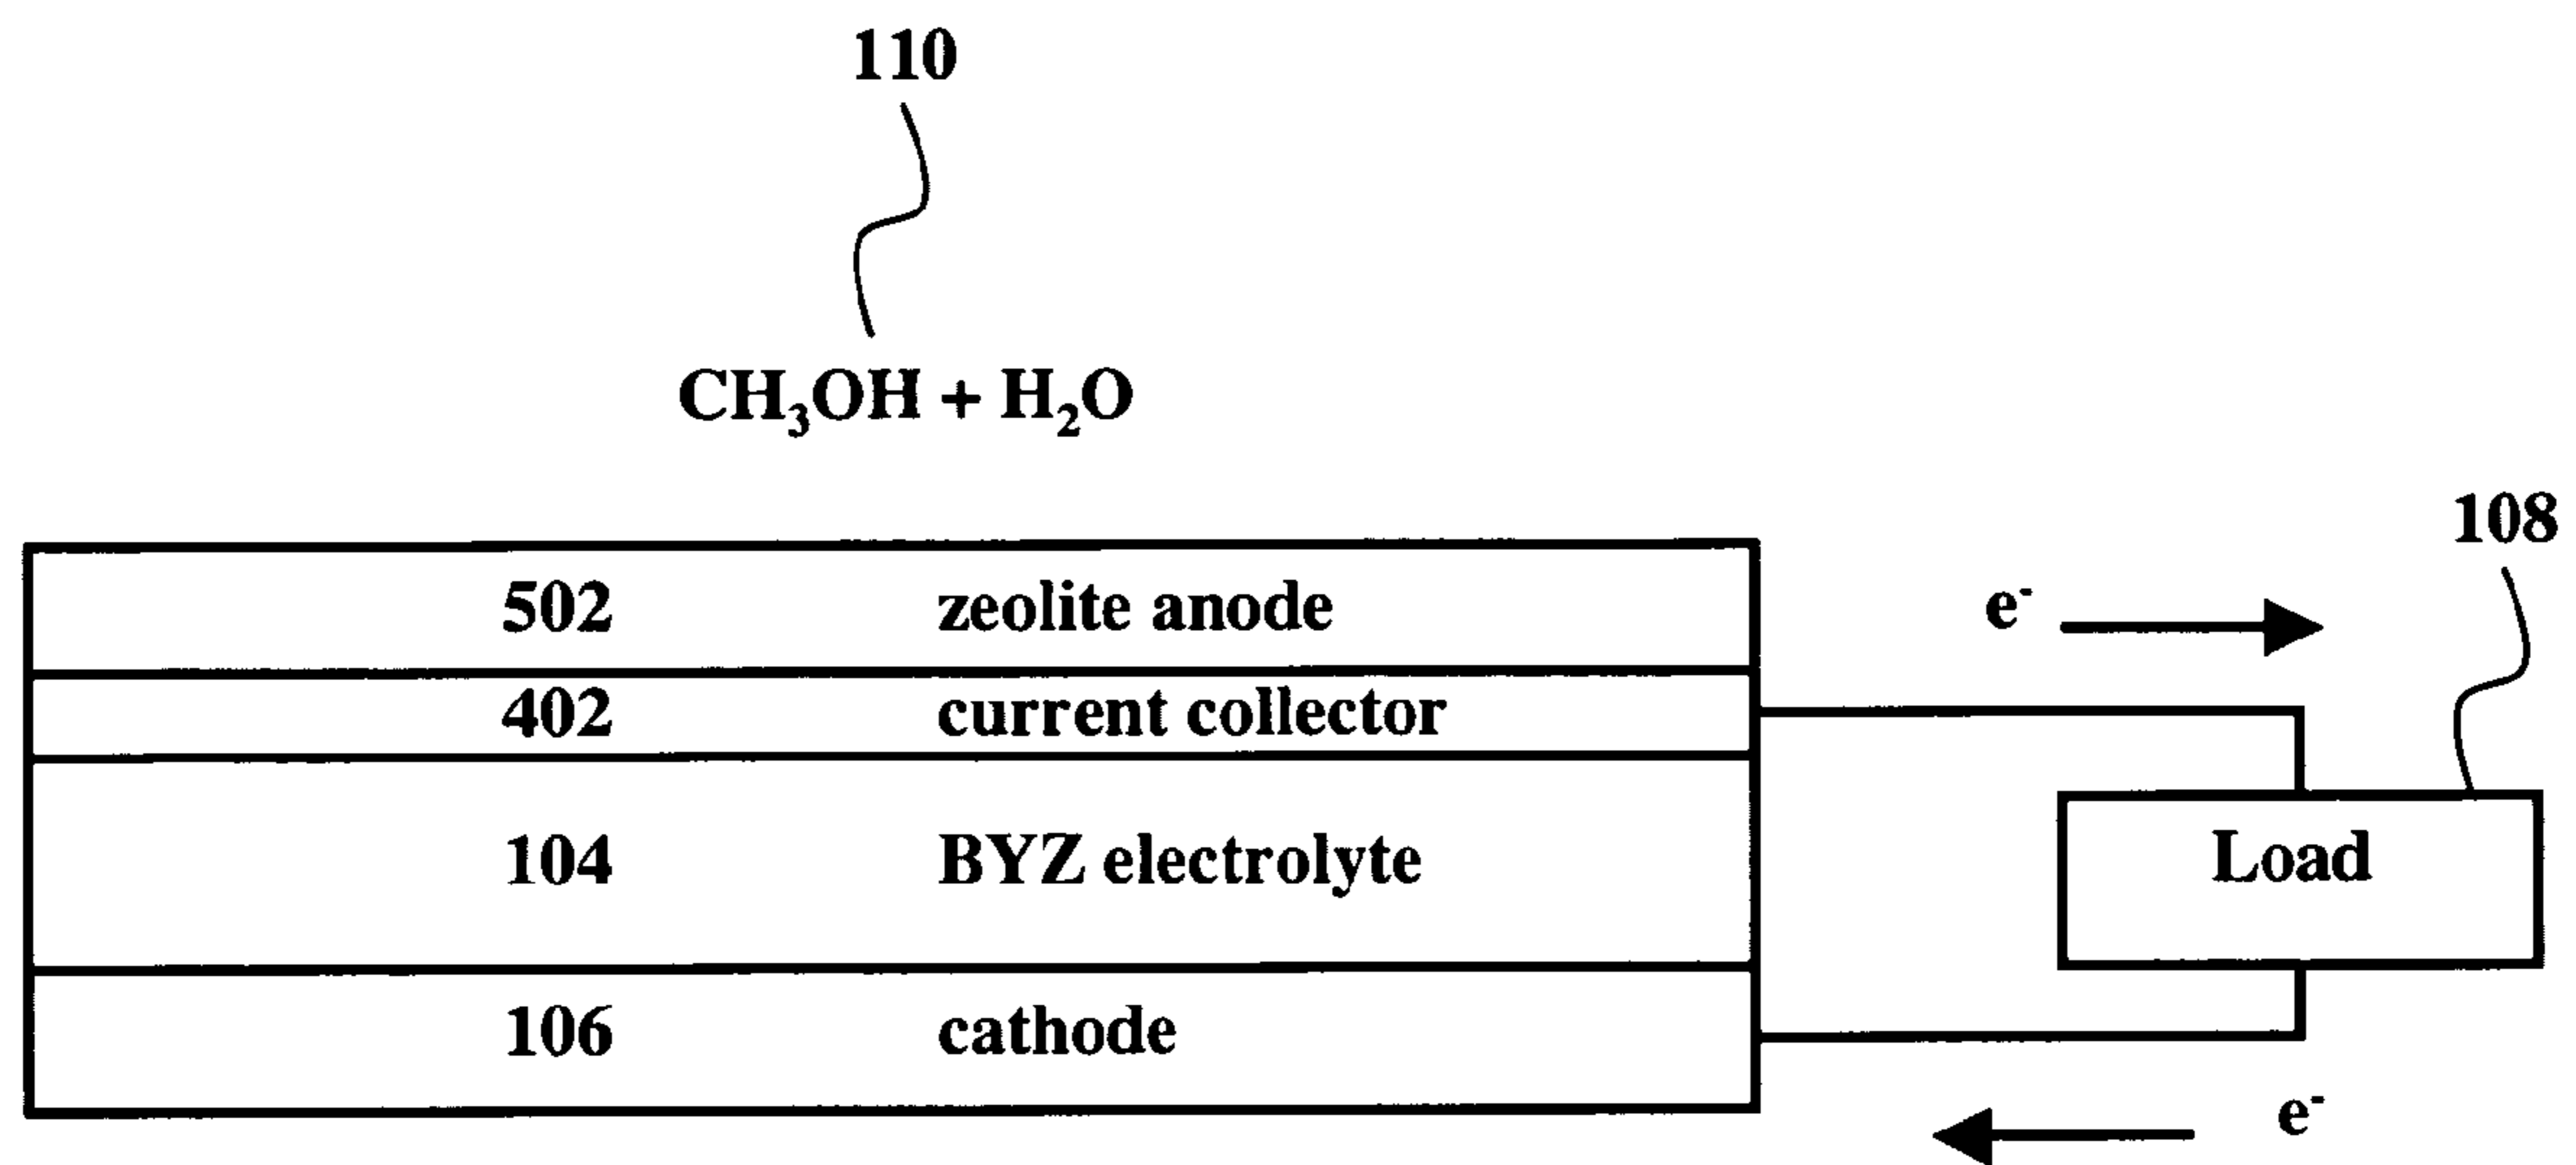 110
CH₃OH + H₂O
108
502 zeolite anode
e⁻
402 current collector
104 BYZ electrolyte
Load
106 cathode
e⁻